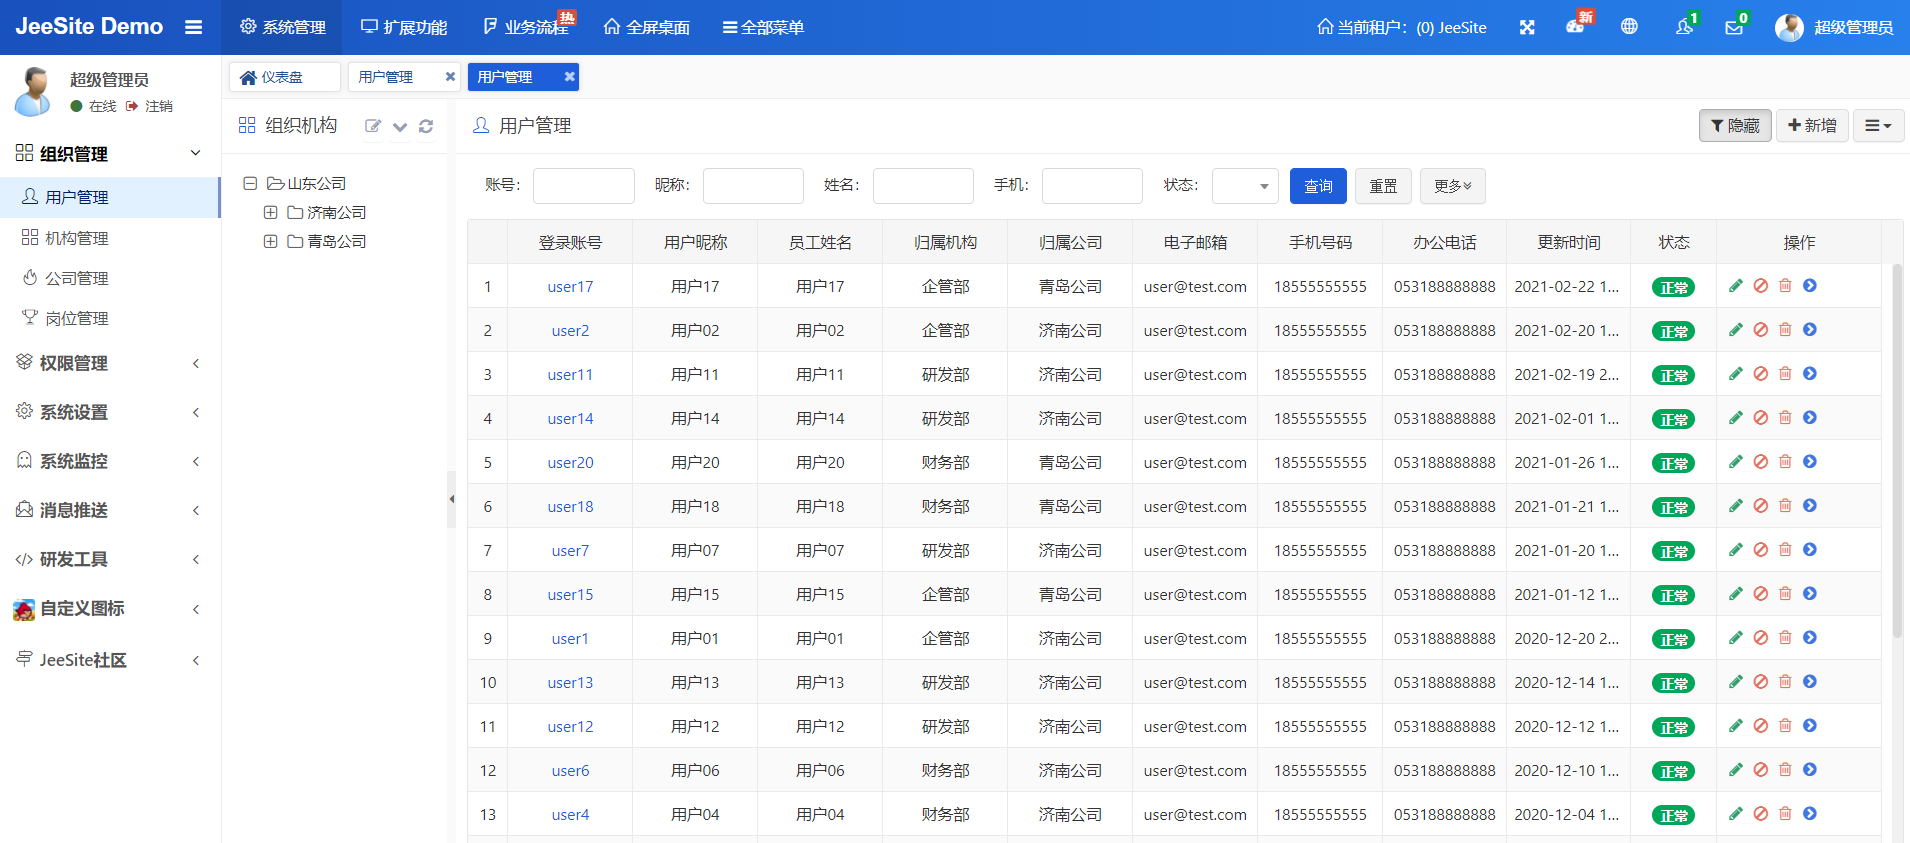 JeeSite Demo 系统管理 扩展功能 业务流程 热 全屏桌面 全部菜单 当前租户：(0) JeeSite 新 1 0 超级管理员
超级管理员
在线 注销
组织管理
用户管理
机构管理
公司管理
岗位管理
权限管理
系统设置
系统监控
消息推送
研发工具
自定义图标
JeeSite社区
仪表盘 用户管理 用户管理
组织机构
山东公司
济南公司
青岛公司
用户管理 隐藏 新增
账号： 昵称： 姓名： 手机： 状态： 查询 重置 更多
登录账号 用户昵称 员工姓名 归属机构 归属公司 电子邮箱 手机号码 办公电话 更新时间 状态 操作
1 user17 用户17 用户17 企管部 青岛公司 user@test.com 18555555555 053188888888 2021-02-22 1... 正常
2 user2 用户02 用户02 企管部 济南公司 user@test.com 18555555555 053188888888 2021-02-20 1... 正常
3 user11 用户11 用户11 研发部 济南公司 user@test.com 18555555555 053188888888 2021-02-19 2... 正常
4 user14 用户14 用户14 研发部 济南公司 user@test.com 18555555555 053188888888 2021-02-01 1... 正常
5 user20 用户20 用户20 财务部 青岛公司 user@test.com 18555555555 053188888888 2021-01-26 1... 正常
6 user18 用户18 用户18 财务部 青岛公司 user@test.com 18555555555 053188888888 2021-01-21 1... 正常
7 user7 用户07 用户07 研发部 济南公司 user@test.com 18555555555 053188888888 2021-01-20 1... 正常
8 user15 用户15 用户15 企管部 青岛公司 user@test.com 18555555555 053188888888 2021-01-12 1... 正常
9 user1 用户01 用户01 企管部 济南公司 user@test.com 18555555555 053188888888 2020-12-20 2... 正常
10 user13 用户13 用户13 研发部 济南公司 user@test.com 18555555555 053188888888 2020-12-14 1... 正常
11 user12 用户12 用户12 研发部 济南公司 user@test.com 18555555555 053188888888 2020-12-12 1... 正常
12 user6 用户06 用户06 财务部 济南公司 user@test.com 18555555555 053188888888 2020-12-10 1... 正常
13 user4 用户04 用户04 财务部 济南公司 user@test.com 18555555555 053188888888 2020-12-04 1... 正常